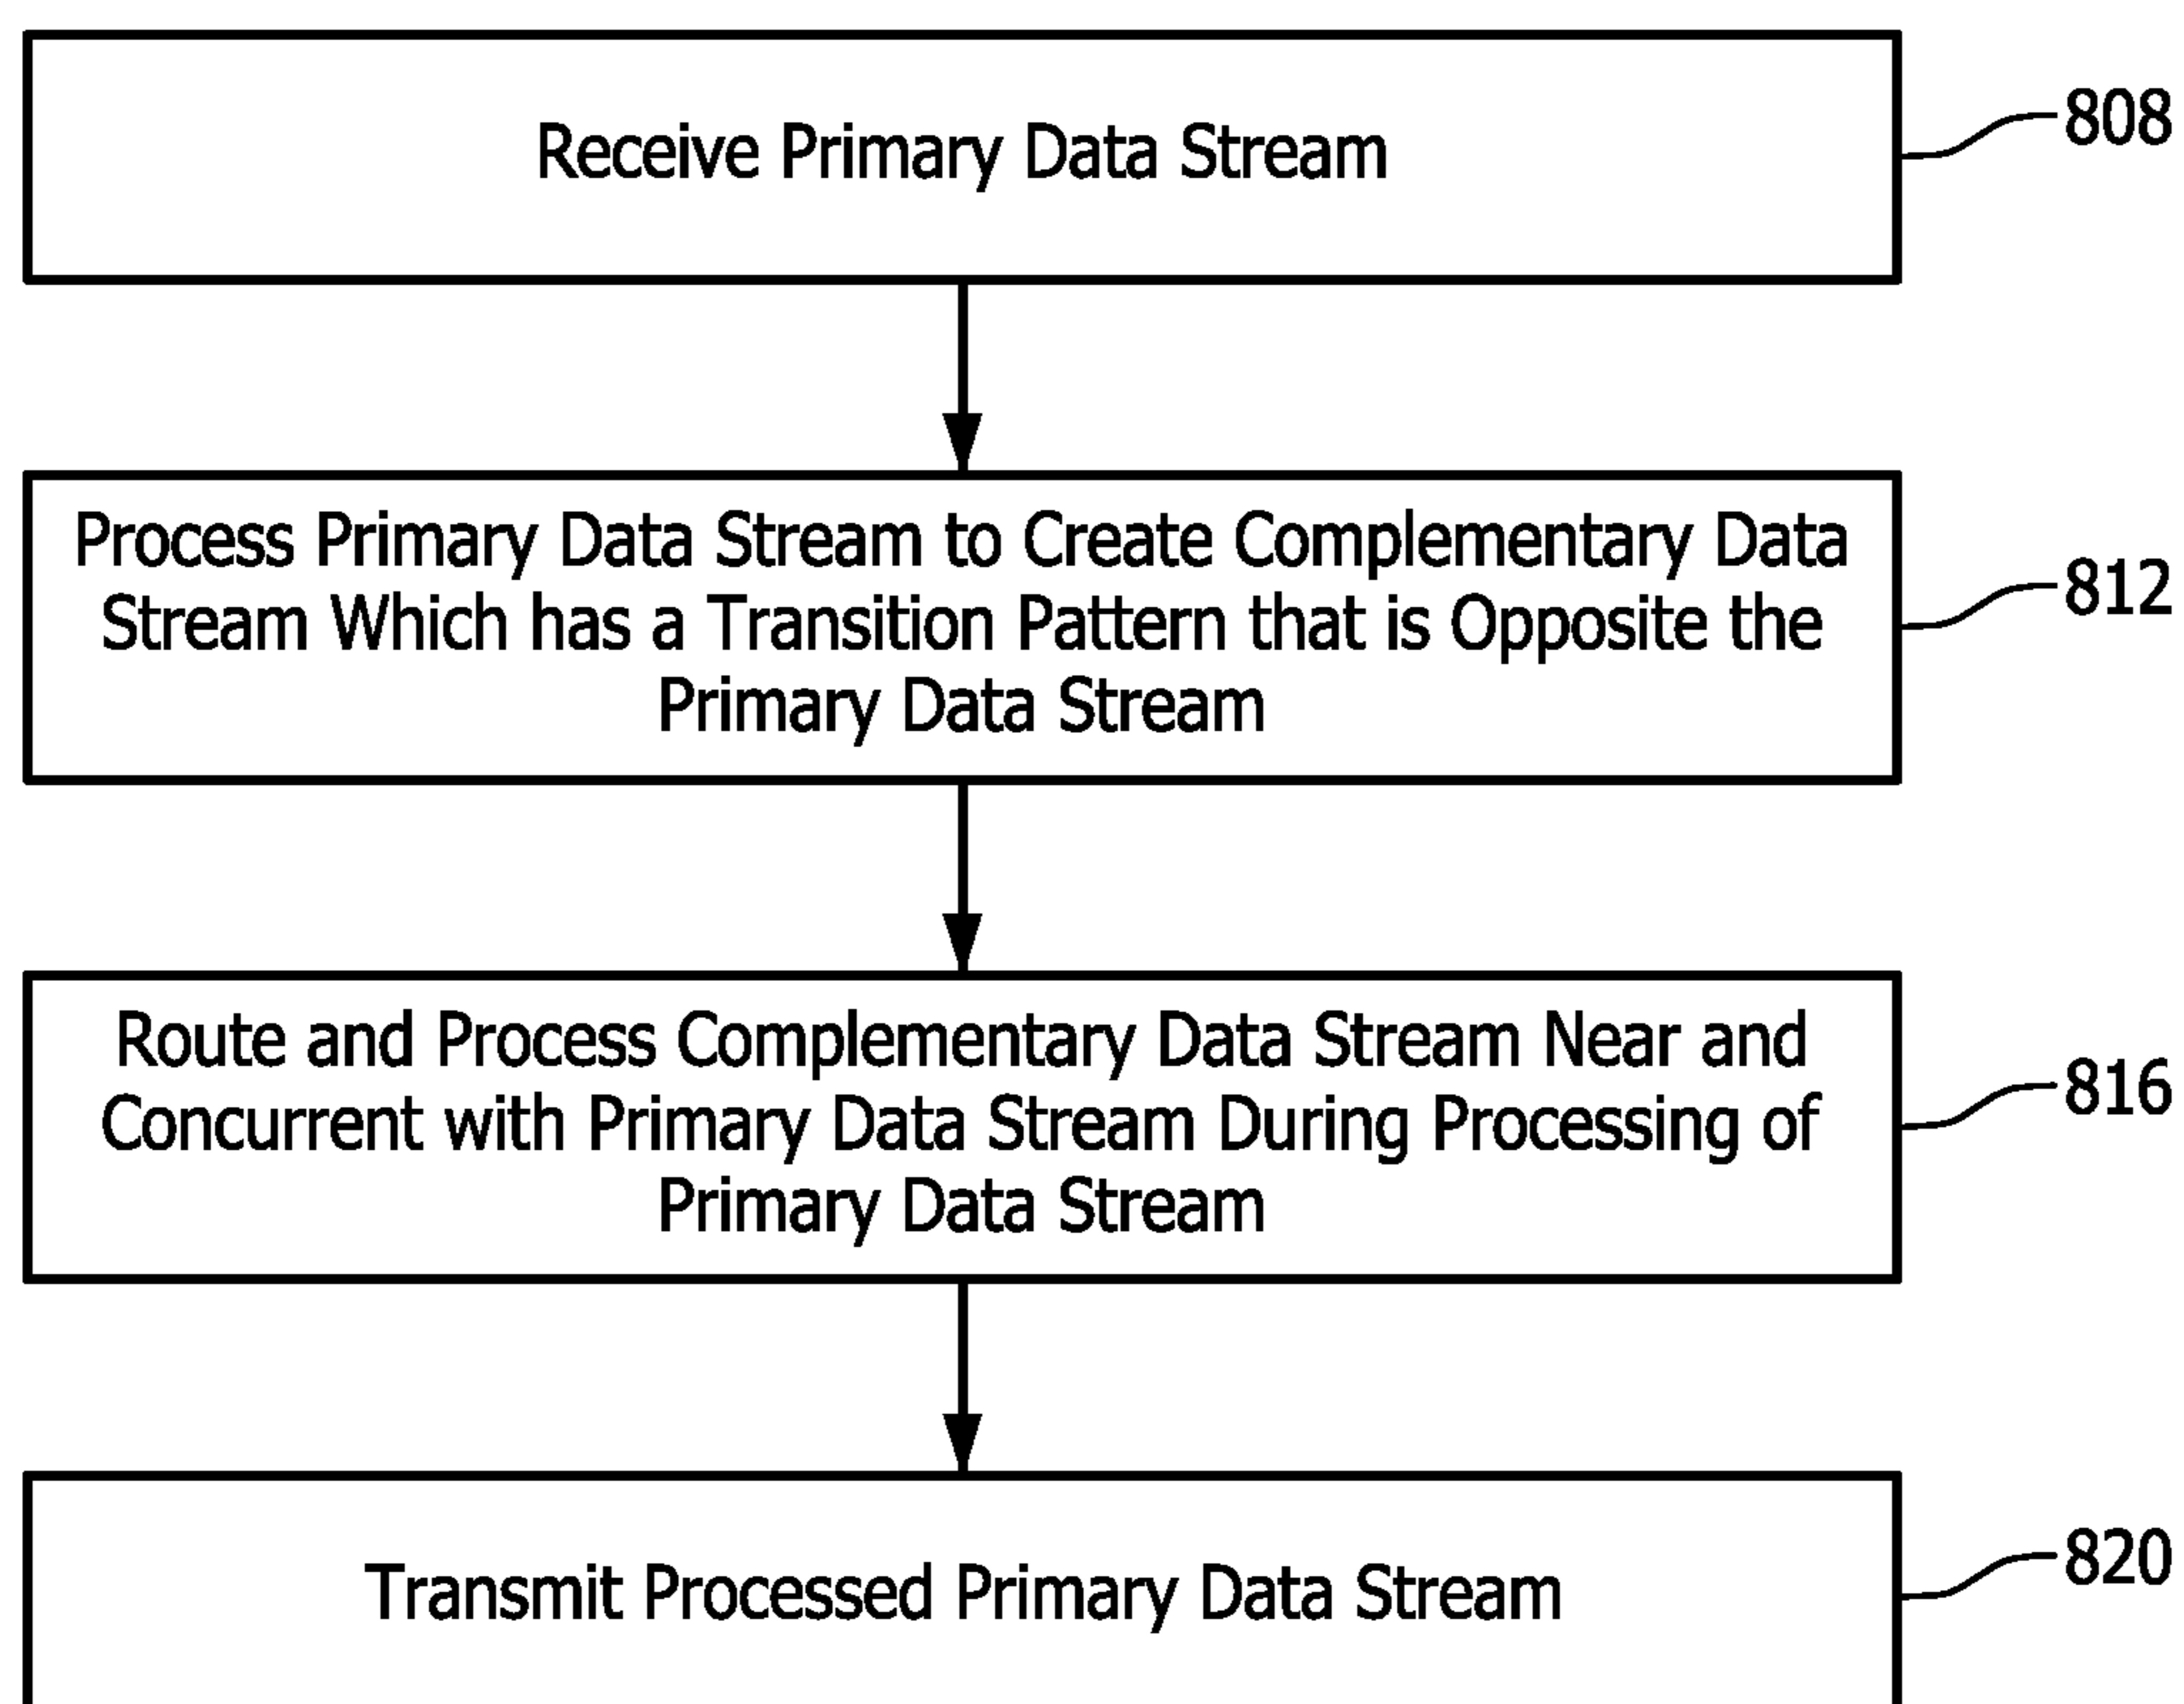 Receive Primary Data Stream
808
Process Primary Data Stream to Create Complementary Data
Stream Which has a Transition Pattern that is Opposite the
Primary Data Stream
812
Route and Process Complementary Data Stream Near and
Concurrent with Primary Data Stream During Processing of
Primary Data Stream
816
Transmit Processed Primary Data Stream
820